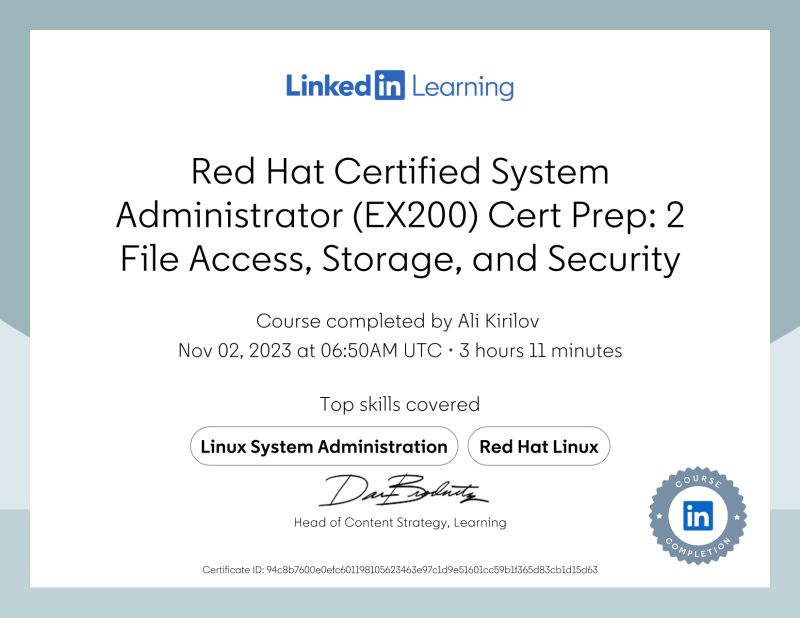 Linked in Learning
Red Hat Certified System
Administrator (EX200) Cert Prep: 2
File Access, Storage, and Security
Course completed by Ali Kirilov
Nov 02, 2023 at 06:50AM UTC • 3 hours 11 minutes
Top skills covered
Linux System Administration
Red Hat Linux
Head of Content Strategy, Learning
COURSE
in
COMPLETION
Certificate ID: 94c8b7600e0efc601198105623463e97c1d9e51601cc59b1f365d83cb1d15d63